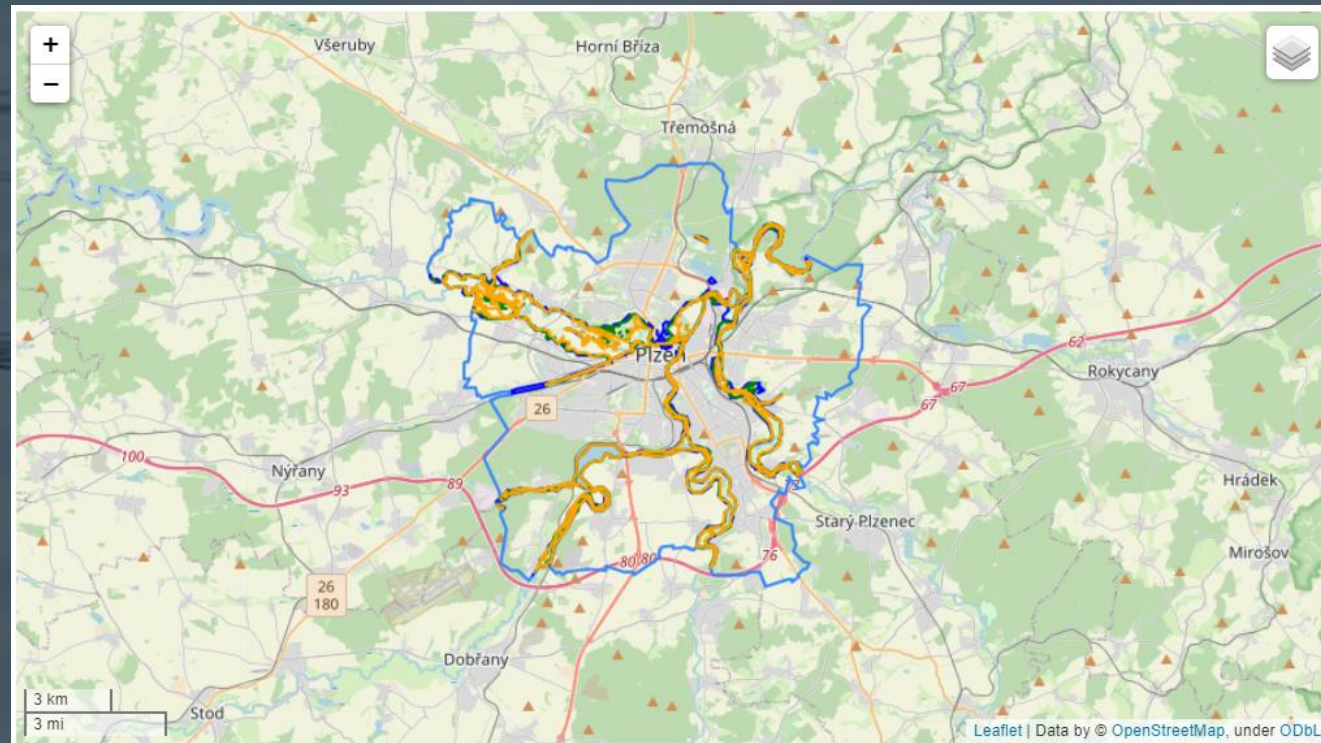 +
−
Všeruby
Horní Bříza
Třemošná
Plzeň
62
Rokycany
67
67
26
100
Nýřany
93
89
77
Hrádek
Starý Plzenec
Mirošov
80 80
76
26
180
Dobřany
3 km
3 mi
Stod
Leaflet | Data by © OpenStreetMap, under ODbL